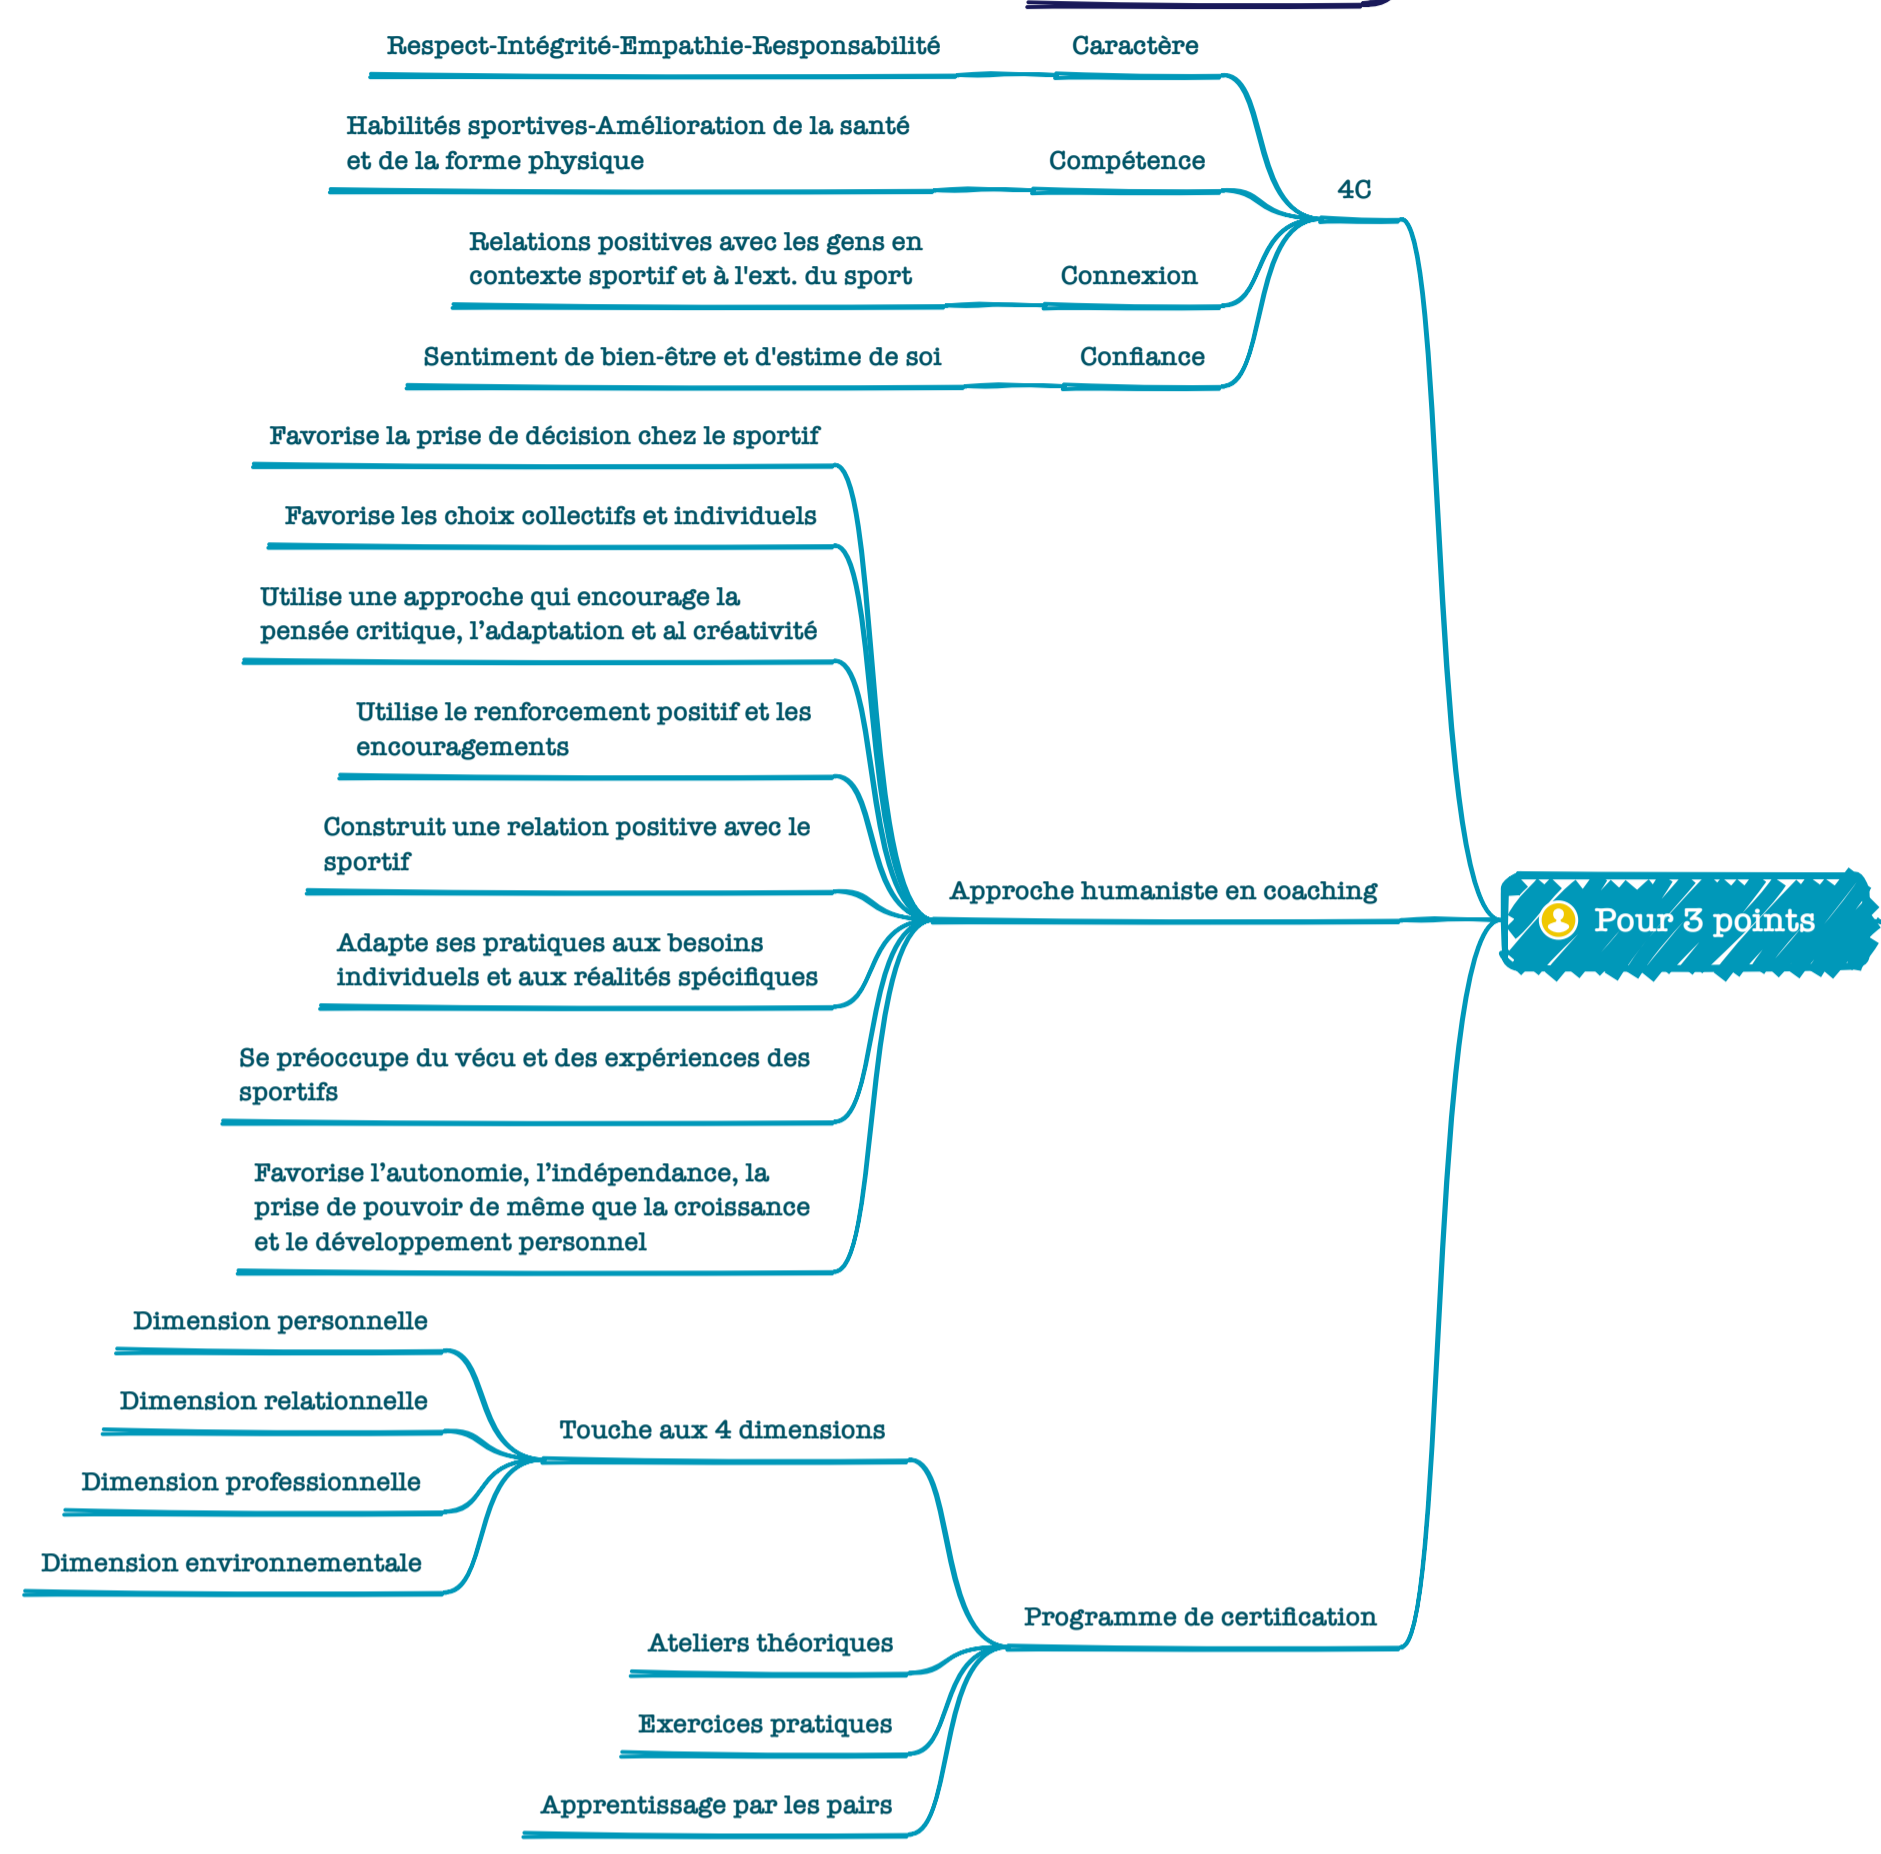 Respect-Intégrité-Empathie-Responsabilité
Caractère
Habilités sportives-Amélioration de la santé
et de la forme physique
Compétence
4C
Relations positives avec les gens en
contexte sportif et à l'ext. du sport
Connexion
Sentiment de bien-être et d'estime de soi
Confiance
Favorise la prise de décision chez le sportif
Favorise les choix collectifs et individuels
Utilise une approche qui encourage la
pensée critique, l’adaptation et al créativité
Utilise le renforcement positif et les
encouragements
Construit une relation positive avec le
sportif
Approche humaniste en coaching
Pour 3 points
Adapte ses pratiques aux besoins
individuels et aux réalités spécifiques
Se préoccupe du vécu et des expériences des
sportifs
Favorise l’autonomie, l’indépendance, la
prise de pouvoir de même que la croissance
et le développement personnel
Dimension personnelle
Dimension relationnelle
Touche aux 4 dimensions
Dimension professionnelle
Dimension environnementale
Programme de certification
Ateliers théoriques
Exercices pratiques
Apprentissage par les pairs